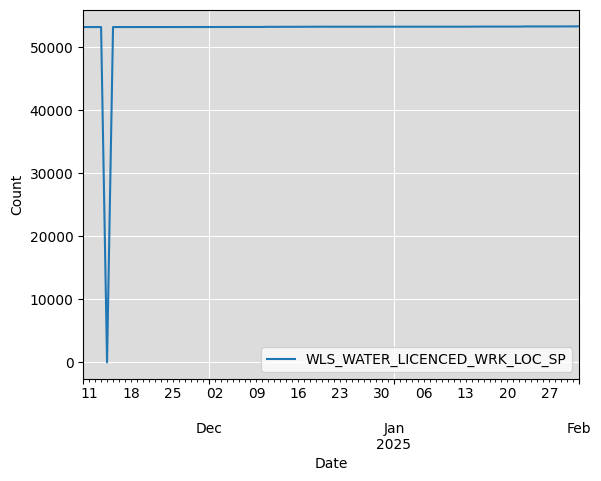 50000
40000
30000
20000
10000
0
Count
WLS_WATER_LICENCED_WRK_LOC_SP
11 18 25 02 09 16 23 30 06 13 20 27
Dec Jan Feb
2025
Date